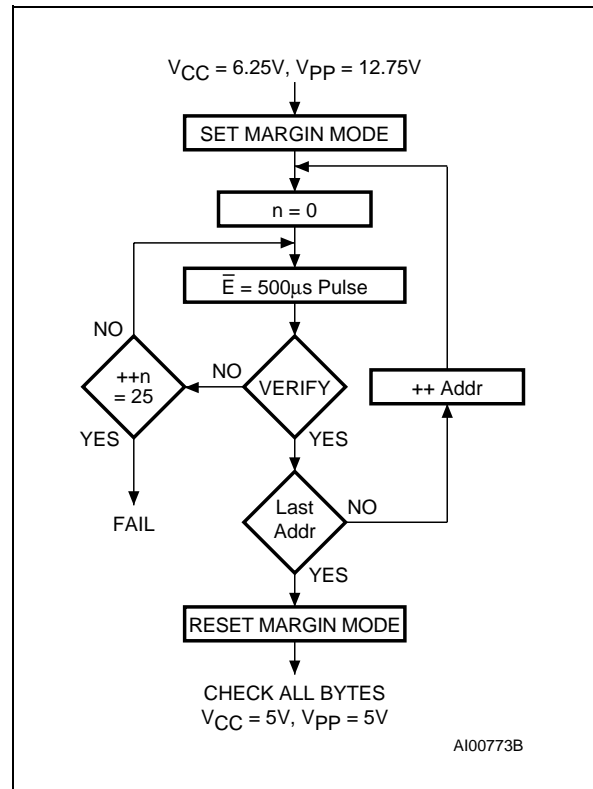 VCC = 6.25V, VPP = 12.75V
SET MARGIN MODE
n = 0
E̅ = 500µs Pulse
NO
++n
= 25
NO
VERIFY
++ Addr
YES
YES
FAIL
Last
Addr
NO
YES
RESET MARGIN MODE
CHECK ALL BYTES
VCC = 5V, VPP = 5V
AI00773B